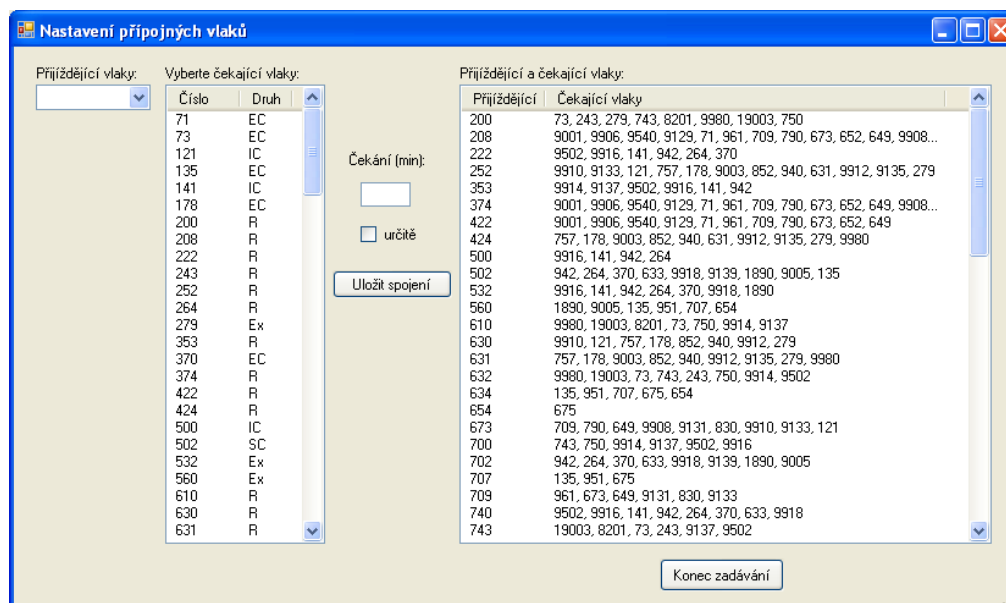 Nastavení přípojných vlaků
Přijíždějící vlaky:
Vyberte čekající vlaky:
Číslo Druh
71 EC
73 EC
121 IC
135 EC
141 IC
178 EC
200 R
208 R
222 R
243 R
252 R
264 R
279 Ex
353 R
370 EC
374 R
422 R
424 R
500 IC
502 SC
532 Ex
560 Ex
610 R
630 R
631 R
Čekání (min):
určitě
Uložit spojení
Přijíždějící a čekající vlaky:
Přijíždějící Čekající vlaky
200 73, 243, 279, 743, 8201, 9980, 19003, 750
208 9001, 9906, 9540, 9129, 71, 961, 709, 790, 673, 652, 649, 9908...
222 9502, 9916, 141, 942, 264, 370
252 9910, 9133, 121, 757, 178, 9003, 852, 940, 631, 9912, 9135, 279
353 9914, 9137, 9502, 9916, 141, 942
374 9001, 9906, 9540, 9129, 71, 961, 709, 790, 673, 652, 649, 9908...
422 9001, 9906, 9540, 9129, 71, 961, 709, 790, 673, 652, 649
424 757, 178, 9003, 852, 940, 631, 9912, 9135, 279, 9980
500 9916, 141, 942, 264
502 942, 264, 370, 633, 9918, 9139, 1890, 9005, 135
532 9916, 141, 942, 264, 370, 9918, 1890
560 1890, 9005, 135, 951, 707, 654
610 9980, 19003, 8201, 73, 750, 9914, 9137
630 9910, 121, 757, 178, 852, 940, 9912, 279
631 757, 178, 9003, 852, 940, 9912, 9135, 279, 9980
632 9980, 19003, 73, 743, 243, 750, 9914, 9502
634 135, 951, 707, 675, 654
654 675
673 709, 790, 649, 9908, 9131, 830, 9910, 9133, 121
700 743, 750, 9914, 9137, 9502, 9916
702 942, 264, 370, 633, 9918, 9139, 1890, 9005
707 135, 951, 675
709 961, 673, 649, 9131, 830, 9133
740 9502, 9916, 141, 942, 264, 370, 633, 9918
743 19003, 8201, 73, 243, 9137, 9502
Konec zadávání